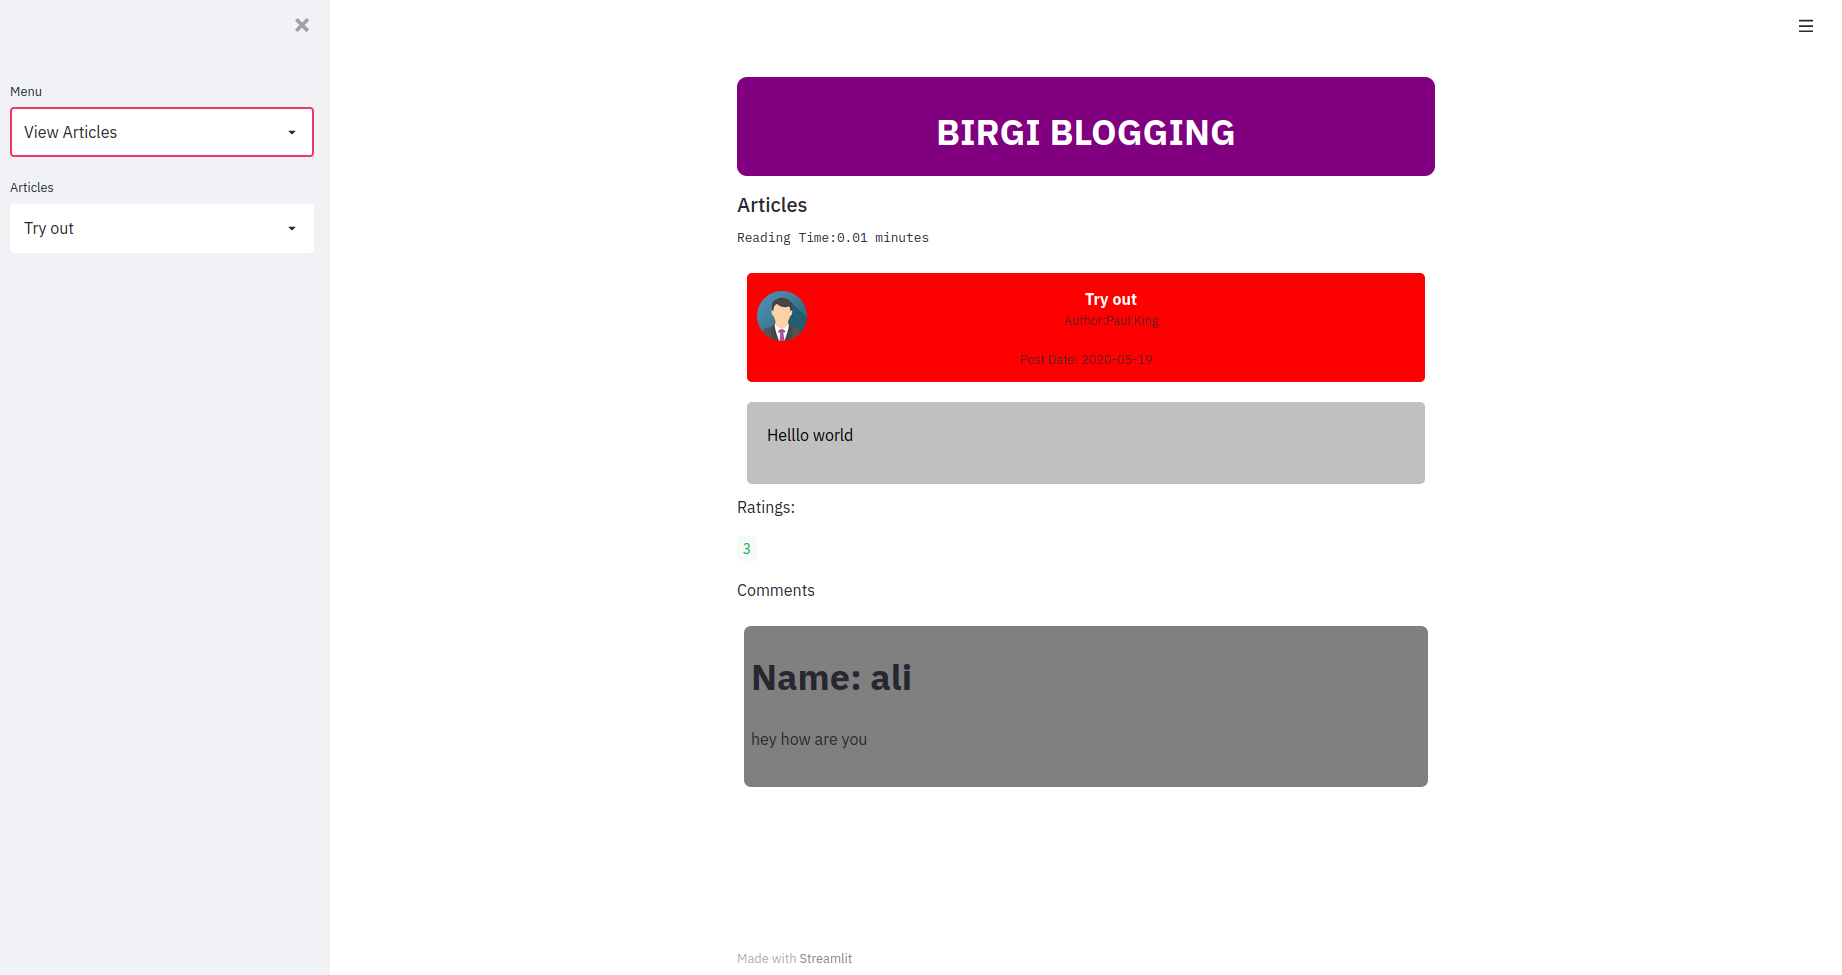 Menu
View Articles
Articles
Try out
BIRGI BLOGGING
Articles
Reading Time:0.01 minutes
Try out
Author:Paul King
Post Date: 2020-05-19
Helllo world
Ratings:
3
Comments
Name: ali
hey how are you
Made with Streamlit